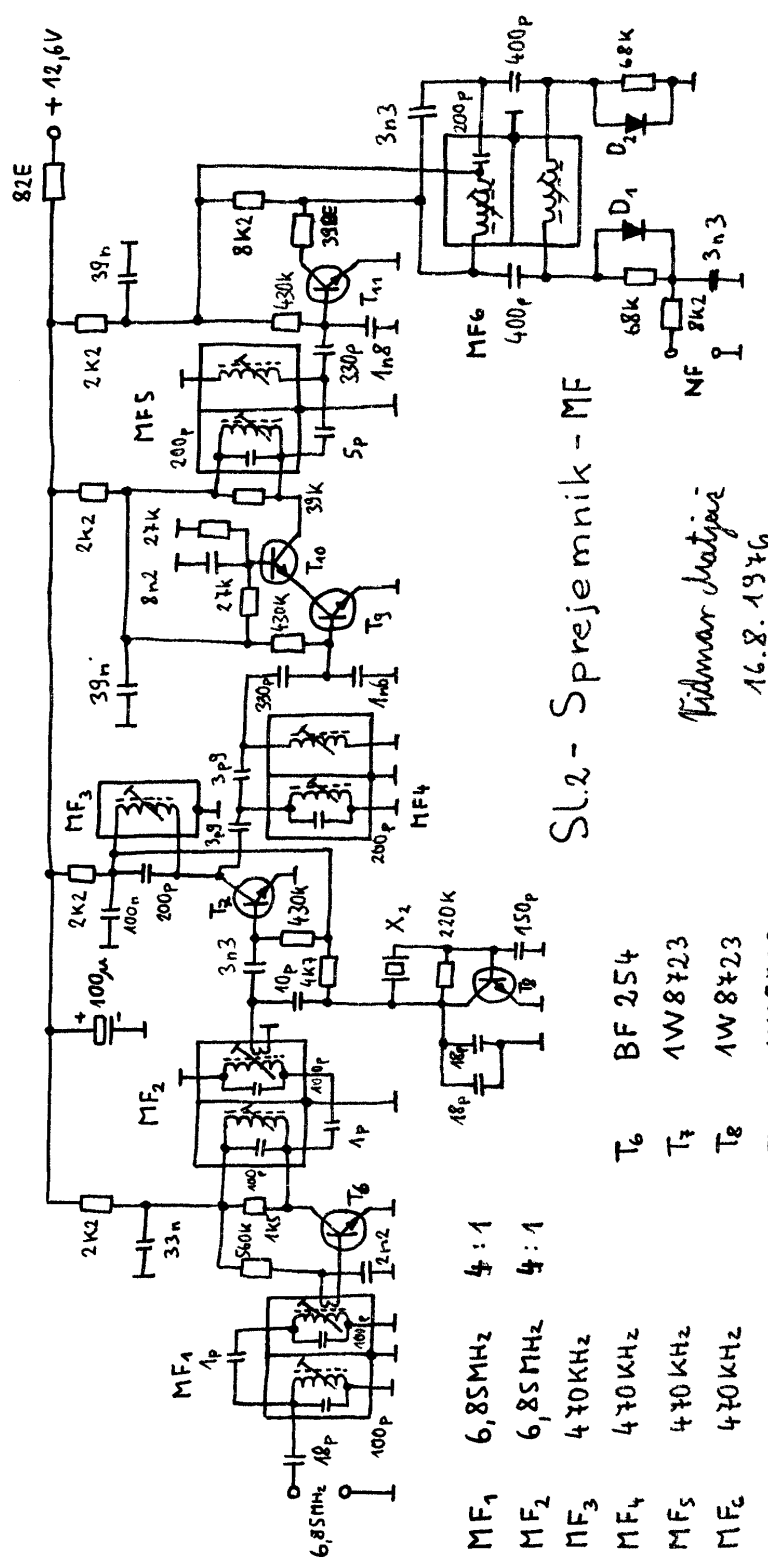 82E
+ 12,6V
2K2
33n
560K
1K5
T6
2n2
MF1
1p
100p
100p
18p
6,85MHz
MF2
100p
1p
100p
+
100µ
-
2K2
100n
200p
MF3
T7
3n3
430K
10p
4K7
X2
220K
150p
T8
18p
18p
3p9
3p9
200p
MF4
39n
2K2
8n2
27K
27K
430K
T10
T9
330p
1n6
39K
MF5
200p
5p
2K2
39n
8K2
430K
T11
330p
1n8
3n3
MF6
200p
400p
400p
68K
D2
D1
68K
8K2
3n3
NF
Sl.2 - Sprejemnik - MF
Vidmar Matjaž
16.8.1976
MF1 6,85MHz 4:1
MF2 6,85MHz 4:1
MF3 470KHz
MF4 470KHz
MF5 470KHz
MF6 470KHz
T6 BF 254
T7 1W8723
T8 1W8723